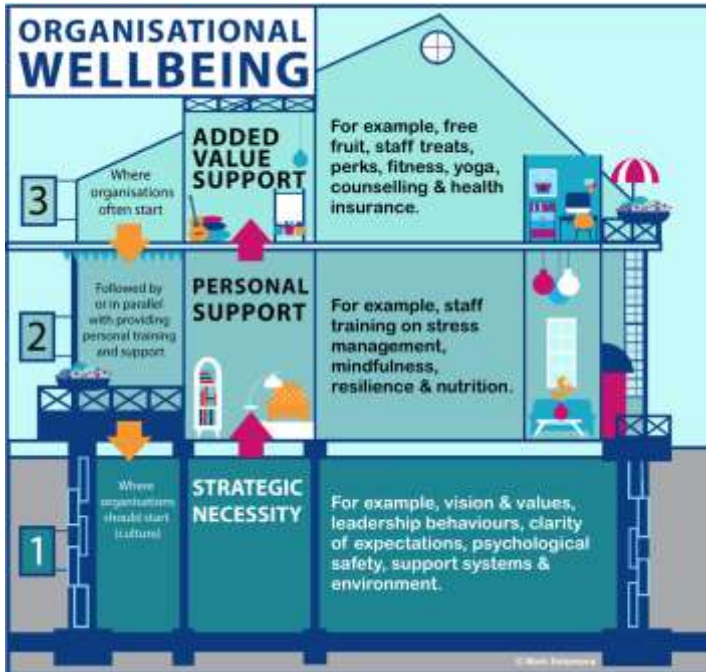 ORGANISATIONAL
WELLBEING
3
Where
organisations
often start
ADDED
VALUE
SUPPORT
For example, free
fruit, staff treats,
perks, fitness, yoga,
counselling & health
insurance.
2
Followed by
or in parallel
with providing
personal training
and support
PERSONAL
SUPPORT
For example, staff
training on stress
management,
mindfulness,
resilience & nutrition.
1
Where
organisations
should start
(culture)
STRATEGIC
NECESSITY
For example, vision & values,
leadership behaviours, clarity
of expectations, psychological
safety, support systems &
environment.
© Mark